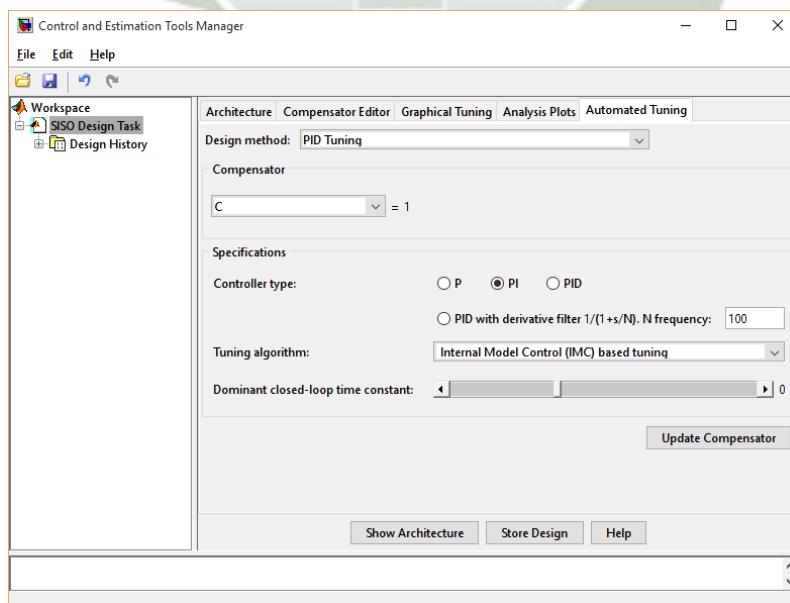 Control and Estimation Tools Manager
File Edit Help
Workspace
SISO Design Task
Design History
Architecture Compensator Editor Graphical Tuning Analysis Plots Automated Tuning
Design method: PID Tuning
Compensator
C = 1
Specifications
Controller type: P PI PID
PID with derivative filter 1/(1+s/N). N frequency: 100
Tuning algorithm: Internal Model Control (IMC) based tuning
Dominant closed-loop time constant: 0
Update Compensator
Show Architecture Store Design Help